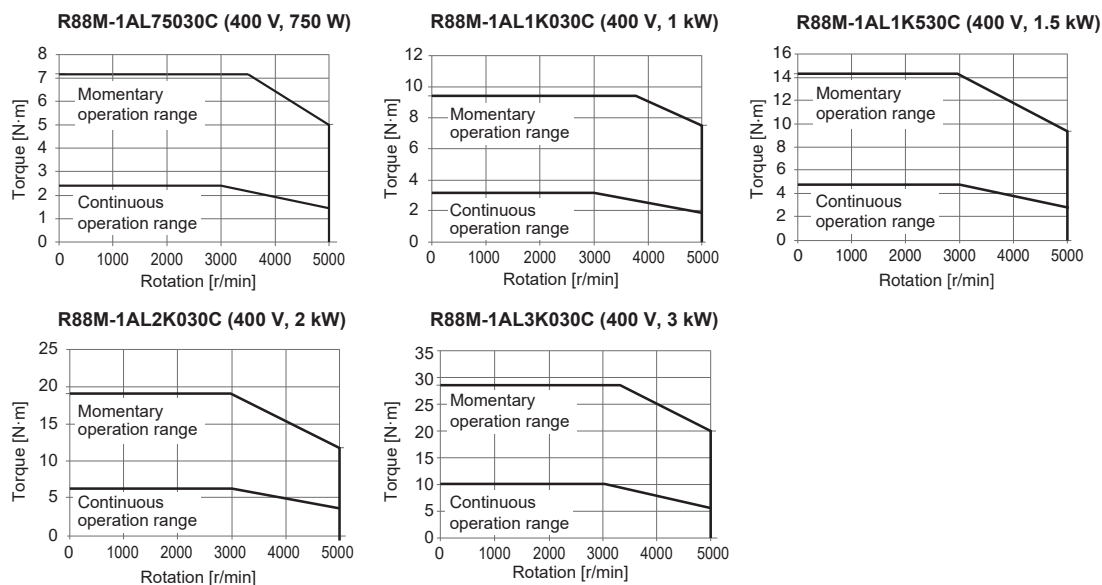 R88M-1AL75030C (400 V, 750 W)
8
7
6
5
4
3
2
1
0
Torque [N·m]
Momentary
operation range
Continuous
operation range
0 1000 2000 3000 4000 5000
Rotation [r/min]
R88M-1AL1K030C (400 V, 1 kW)
12
10
8
6
4
2
0
Torque [N·m]
Momentary
operation range
Continuous
operation range
0 1000 2000 3000 4000 5000
Rotation [r/min]
R88M-1AL1K530C (400 V, 1.5 kW)
16
14
12
10
8
6
4
2
0
Torque [N·m]
Momentary
operation range
Continuous
operation range
0 1000 2000 3000 4000 5000
Rotation [r/min]
R88M-1AL2K030C (400 V, 2 kW)
25
20
15
10
5
0
Torque [N·m]
Momentary
operation range
Continuous
operation range
0 1000 2000 3000 4000 5000
Rotation [r/min]
R88M-1AL3K030C (400 V, 3 kW)
35
30
25
20
15
10
5
0
Torque [N·m]
Momentary
operation range
Continuous
operation range
0 1000 2000 3000 4000 5000
Rotation [r/min]